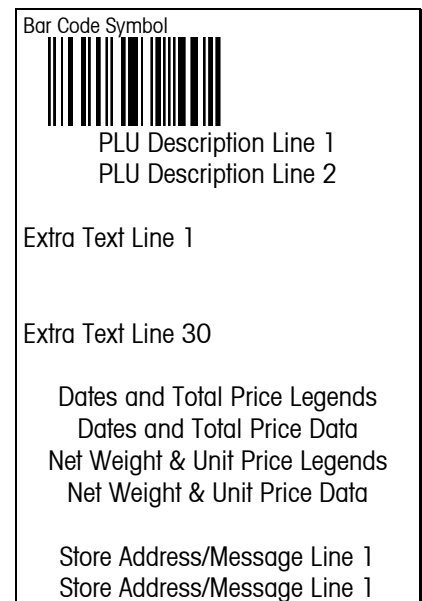 Bar Code Symbol
PLU Description Line 1
PLU Description Line 2
Extra Text Line 1
Extra Text Line 30
Dates and Total Price Legends
Dates and Total Price Data
Net Weight & Unit Price Legends
Net Weight & Unit Price Data
Store Address/Message Line 1
Store Address/Message Line 1